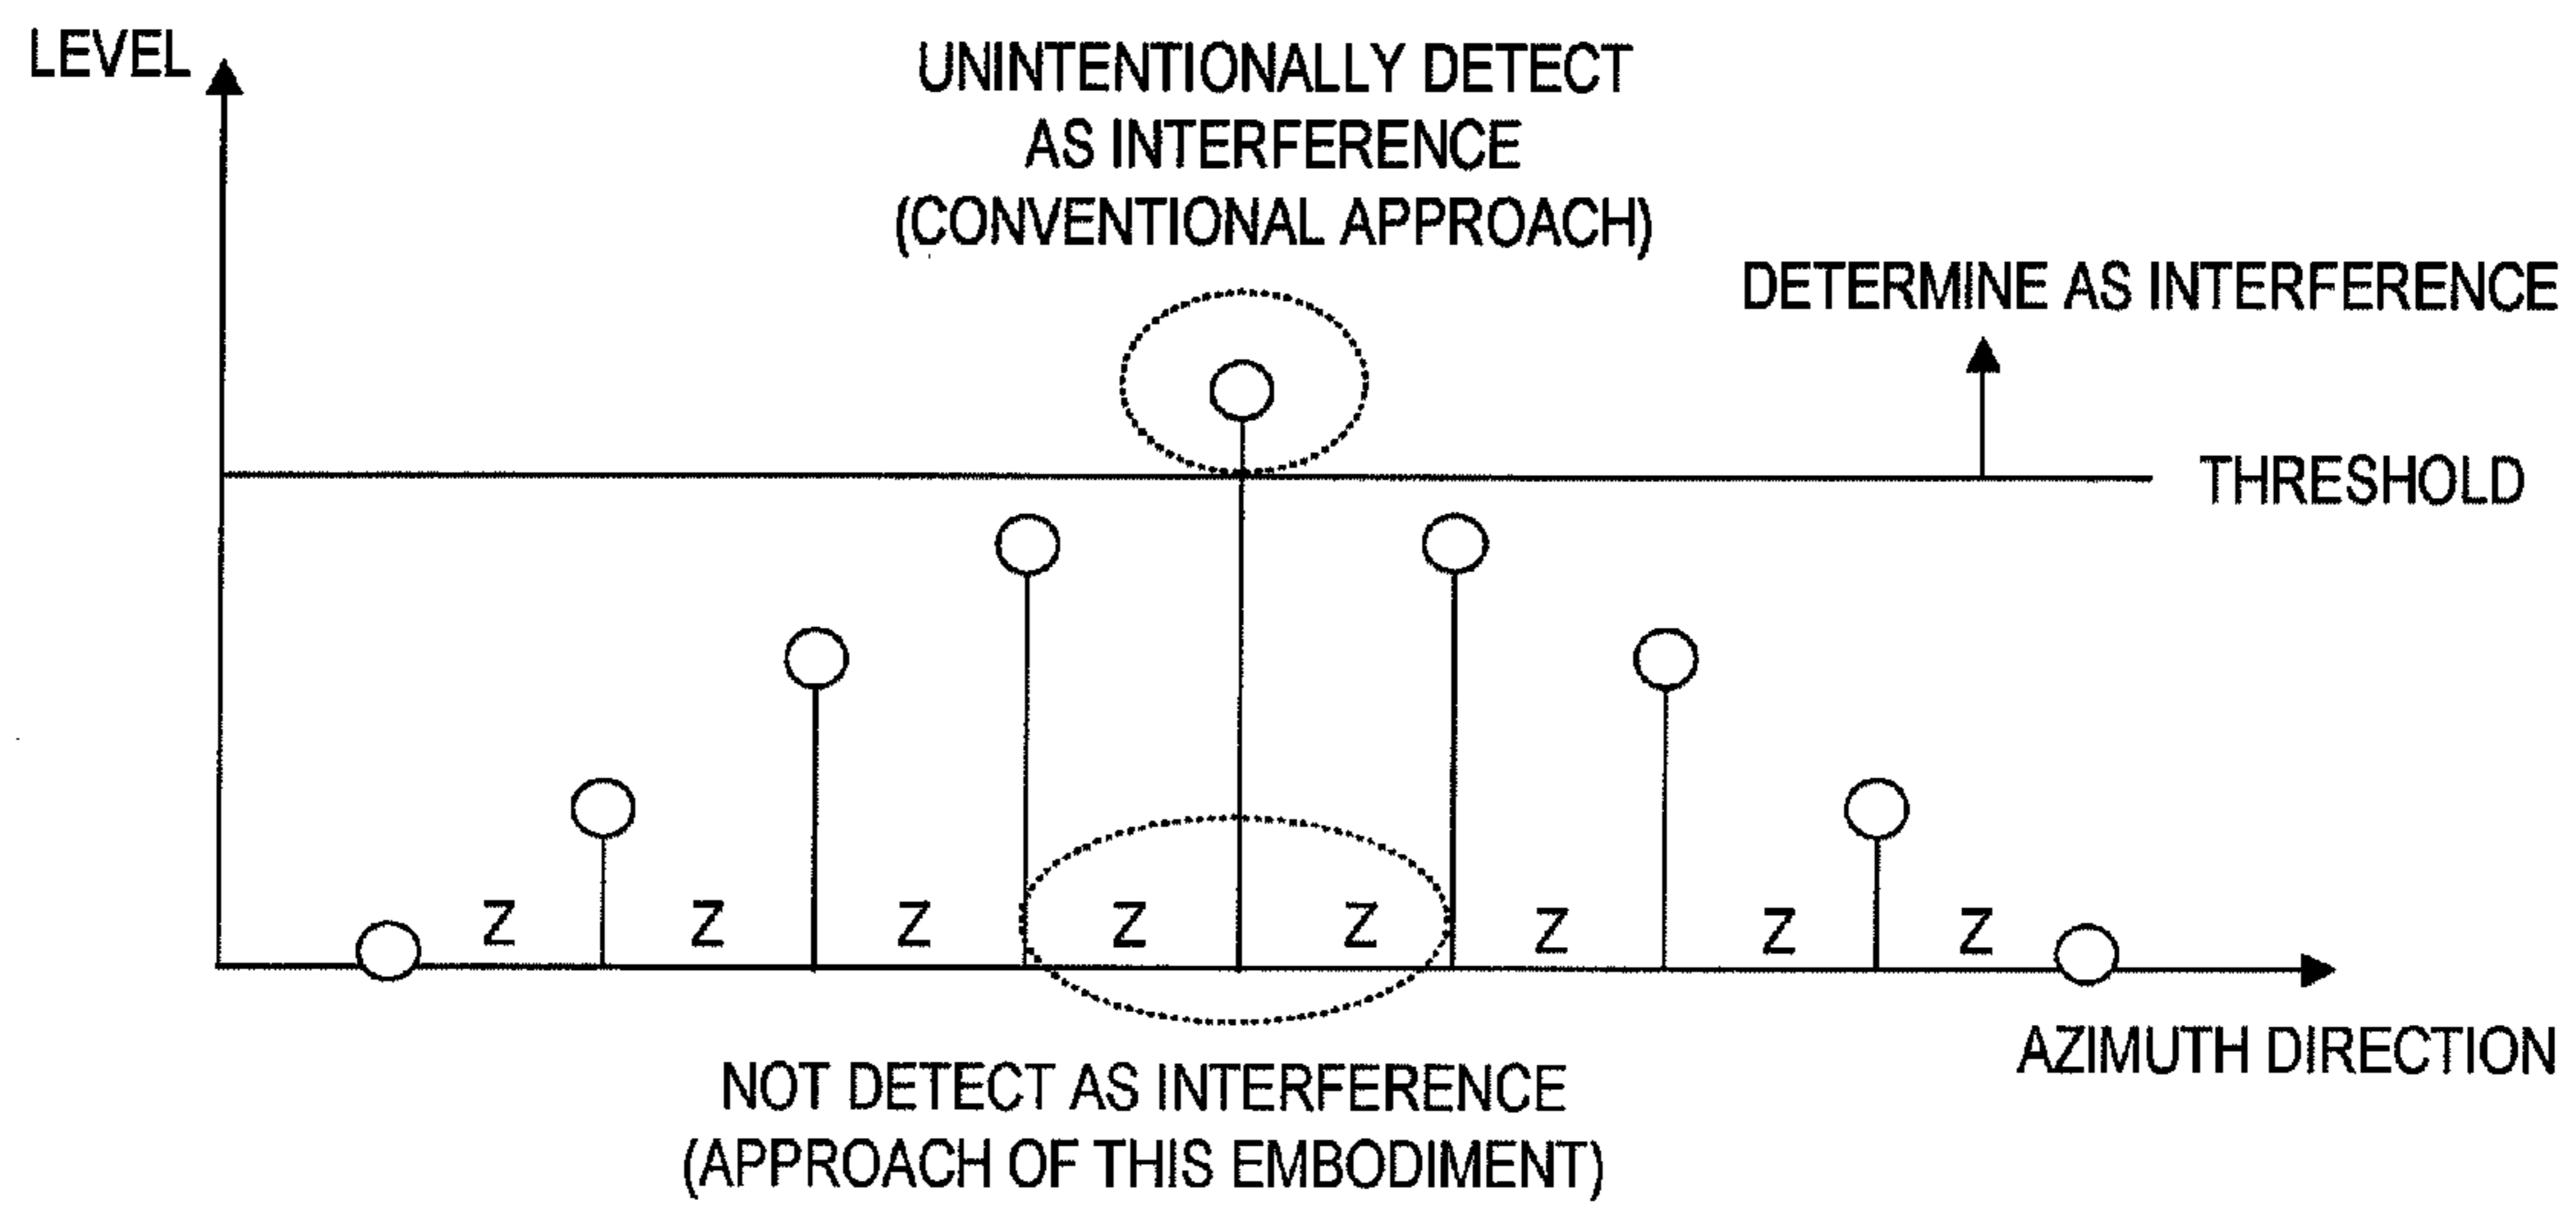 LEVEL
UNINTENTIONALLY DETECT
AS INTERFERENCE
(CONVENTIONAL APPROACH)
DETERMINE AS INTERFERENCE
THRESHOLD
Z Z Z Z Z Z Z Z
AZIMUTH DIRECTION
NOT DETECT AS INTERFERENCE
(APPROACH OF THIS EMBODIMENT)